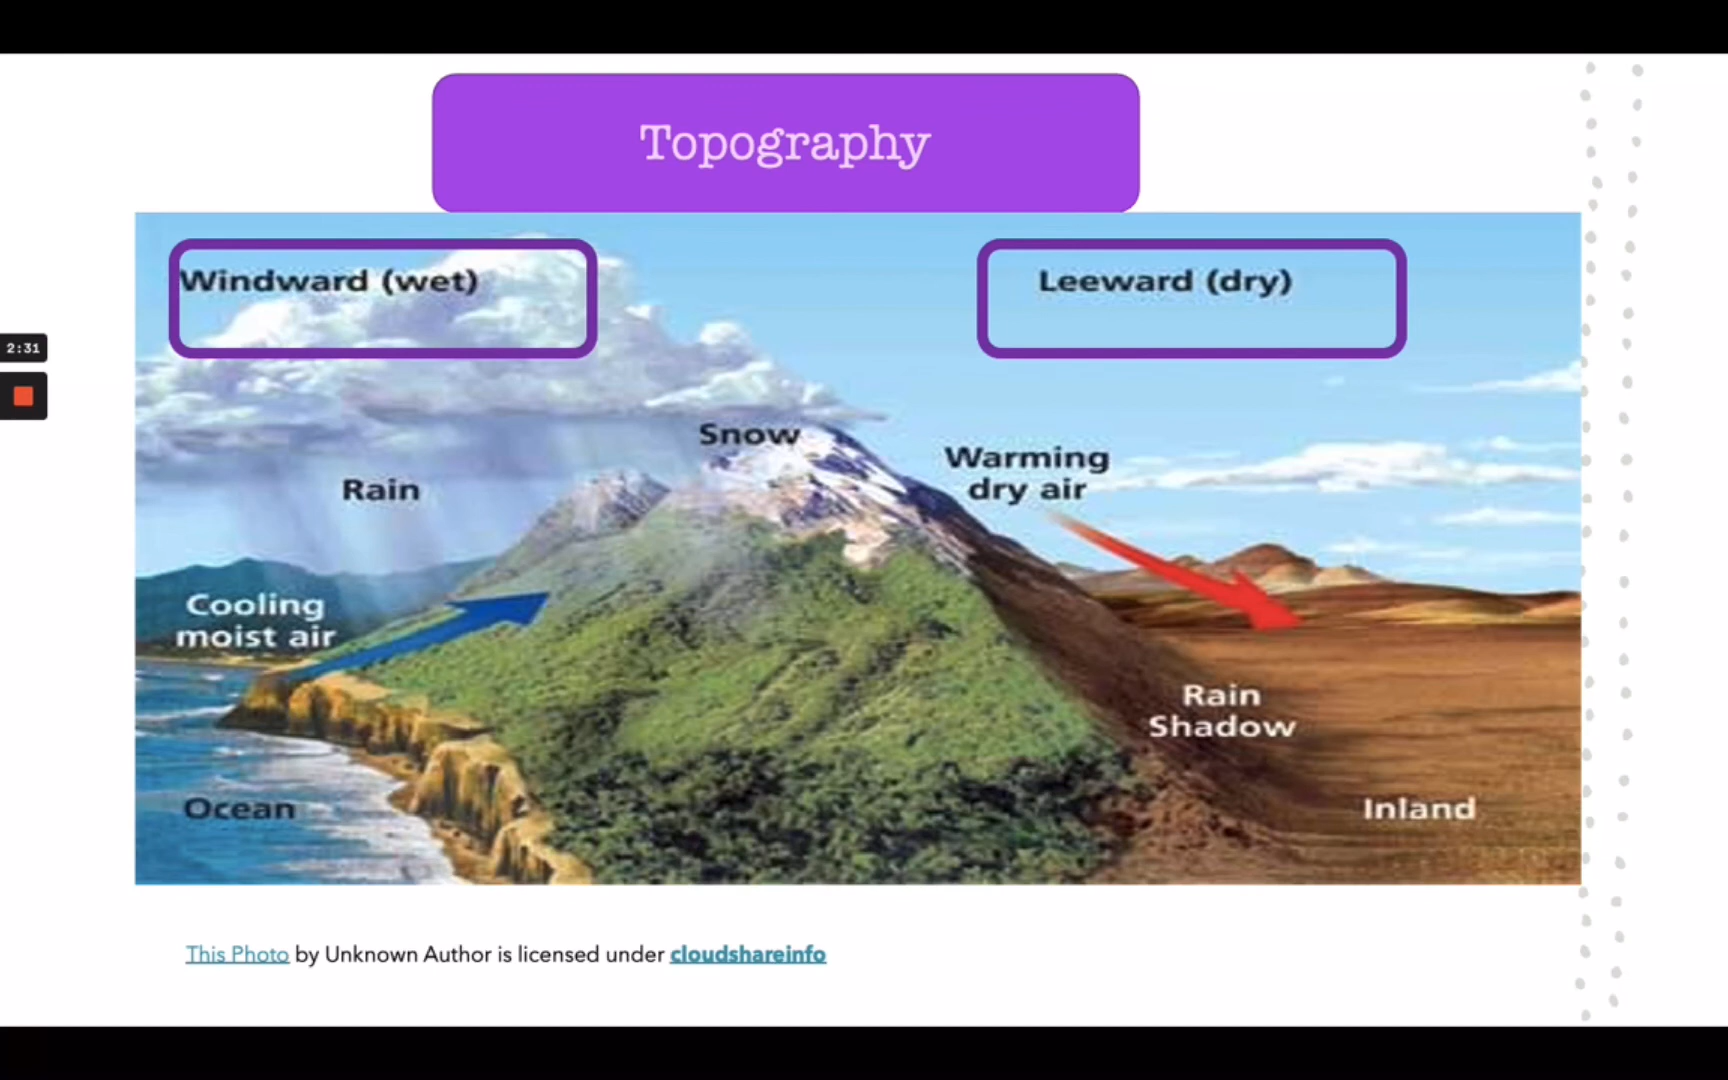 Topography
Windward (wet)
Leeward (dry)
2:31
Snow
Warming
dry air
Rain
Cooling
moist air
Rain
Shadow
Ocean
Inland
This Photo by Unknown Author is licensed under cloudshareinfo